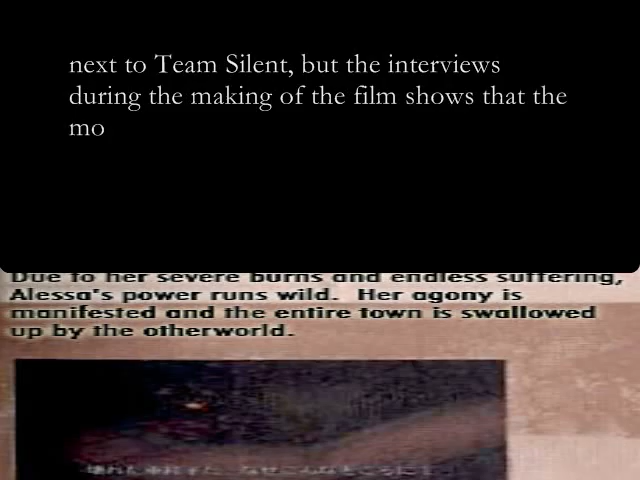 next to Team Silent, but the interviews
during the making of the film shows that the
mo
Due to her severe burns and endless suffering,
Alessa's power runs wild.  Her agony is
manifested and the entire town is swallowed
up by the otherworld.